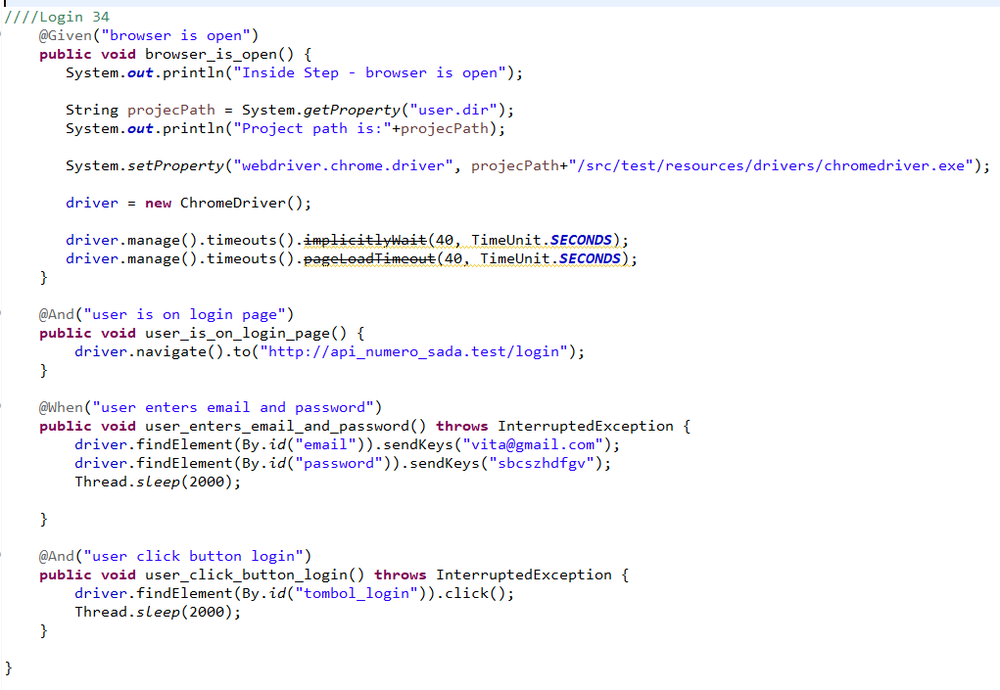 ////Login 34
@Given("browser is open")
public void browser_is_open() {
System.out.println("Inside Step - browser is open");
String projecPath = System.getProperty("user.dir");
System.out.println("Project path is:"+projecPath);
System.setProperty("webdriver.chrome.driver", projecPath+"/src/test/resources/drivers/chromedriver.exe");
driver = new ChromeDriver();
driver.manage().timeouts().implicitlyWait(40, TimeUnit.SECONDS);
driver.manage().timeouts().pageLoadTimeout(40, TimeUnit.SECONDS);
}
@And("user is on login page")
public void user_is_on_login_page() {
driver.navigate().to("http://api_numero_sada.test/login");
}
@When("user enters email and password")
public void user_enters_email_and_password() throws InterruptedException {
driver.findElement(By.id("email")).sendKeys("vita@gmail.com");
driver.findElement(By.id("password")).sendKeys("sbcszhdfgv");
Thread.sleep(2000);
}
@And("user click button login")
public void user_click_button_login() throws InterruptedException {
driver.findElement(By.id("tombol_login")).click();
Thread.sleep(2000);
}
}